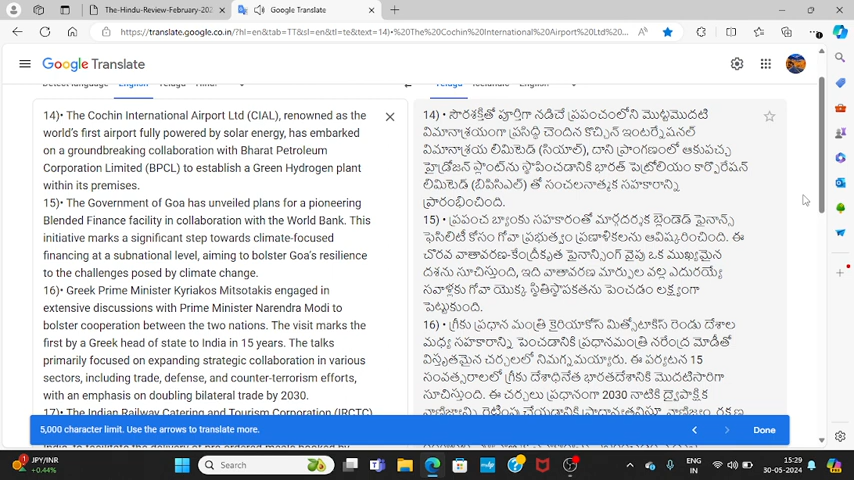 The-Hindu-Review-February-202
Google Translate
https://translate.google.co.in/?hl=en&tab=TT&sl=en&tl=te&text=14)•%20The%20Cochin%20International%20Airport%20Ltd%20...
Google Translate
English
14)• The Cochin International Airport Ltd (CIAL), renowned as the
world's first airport fully powered by solar energy, has embarked
on a groundbreaking collaboration with Bharat Petroleum
Corporation Limited (BPCL) to establish a Green Hydrogen plant
within its premises.
15)• The Government of Goa has unveiled plans for a pioneering
Blended Finance facility in collaboration with the World Bank. This
initiative marks a significant step towards climate-focused
financing at a subnational level, aiming to bolster Goa's resilience
to the challenges posed by climate change.
16)• Greek Prime Minister Kyriakos Mitsotakis engaged in
extensive discussions with Prime Minister Narendra Modi to
bolster cooperation between the two nations. The visit marks the
first by a Greek head of state to India in 15 years. The talks
primarily focused on expanding strategic collaboration in various
sectors, including trade, defense, and counter-terrorism efforts,
with an emphasis on doubling bilateral trade by 2030.
17)• The Indian Railway Catering and Tourism Corporation (IRCTC)
14) • సౌరశక్తితో పూర్తిగా నడిచే ప్రపంచంలోని మొట్టమొదటి
విమానాశ్రయంగా ప్రసిద్ధి చెందిన కొచ్చిన్ ఇంటర్నేషనల్
విమానాశ్రయ లిమిటెడ్ (సియాల్), దాని ప్రాంగణంలో ఆకుపచ్చ
హైడ్రోజన్ ప్లాంట్‌ను స్థాపించడానికి భారత్ పెట్రోలియం కార్పొరేషన్
లిమిటెడ్ (బిపిసిఎల్) తో సంచలనాత్మక సహకారాన్ని
ప్రారంభించింది.
15) • ప్రపంచ బ్యాంకు సహకారంతో మార్గదర్శక బ్లెండెడ్ ఫైనాన్స్
ఫెసిలిటీ కోసం గోవా ప్రభుత్వం ప్రణాళికలను ఆవిష్కరించింది. ఈ
చొరవ వాతావరణ-కేంద్రీకృత ఫైనాన్సింగ్ వైపు ఒక ముఖ్యమైన
దశను సూచిస్తుంది, ఇది వాతావరణ మార్పుల వల్ల ఎదురయ్యే
సవాళ్లకు గోవా యొక్క స్థితిస్థాపకతను పెంచడం లక్ష్యంగా
పెట్టుకుంది.
16) • గ్రీకు ప్రధాన మంత్రి కైరియాకోస్ మిత్సోటాకిస్ రెండు దేశాల
మధ్య సహకారాన్ని పెంచడానికి ప్రధానమంత్రి నరేంద్ర మోడీతో
విస్తృతమైన చర్చలలో నిమగ్నమయ్యారు. ఈ పర్యటన 15
సంవత్సరాలలో గ్రీకు దేశాధినేత భారతదేశానికి మొదటిసారిగా
సూచిస్తుంది. ఈ చర్చలు ప్రధానంగా 2030 నాటికి ద్వైపాక్షిక
5,000 character limit. Use the arrows to translate more.
Done
JPY/INR
+0.44%
Search
ENG
IN
15:29
30-05-2024